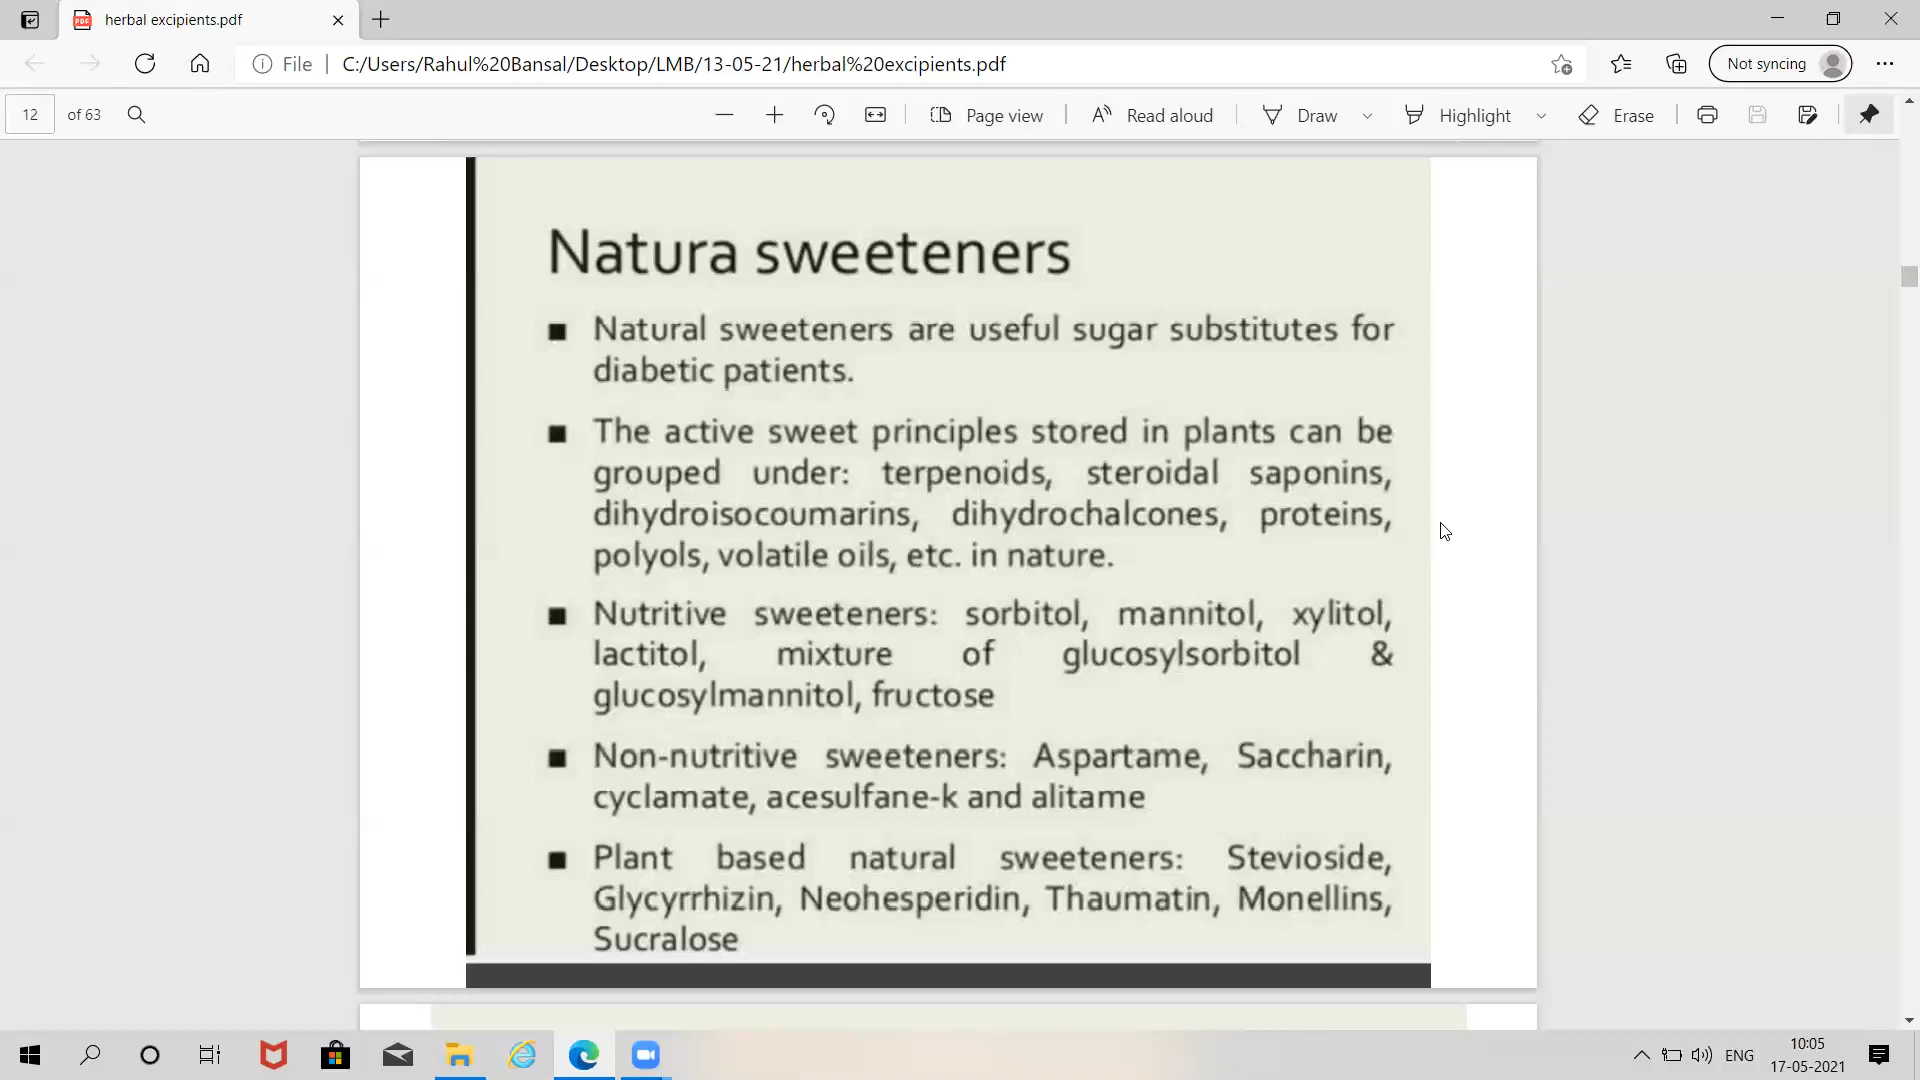 herbal excipients.pdf
File
C:/Users/Rahul%20Bansal/Desktop/LMB/13-05-21/herbal%20excipients.pdf
Not syncing
12 of 63
Page view
Read aloud
Draw
Highlight
Erase
Natura sweeteners
Natural sweeteners are useful sugar substitutes for
diabetic patients.
The active sweet principles stored in plants can be
grouped under: terpenoids, steroidal saponins,
dihydroisocoumarins, dihydrochalcones, proteins,
polyols, volatile oils, etc. in nature.
Nutritive sweeteners: sorbitol, mannitol, xylitol,
lactitol, mixture of glucosylsorbitol &
glucosylmannitol, fructose
Non-nutritive sweeteners: Aspartame, Saccharin,
cyclamate, acesulfane-k and alitame
Plant based natural sweeteners: Stevioside,
Glycyrrhizin, Neohesperidin, Thaumatin, Monellins,
Sucralose
ENG
10:05
17-05-2021